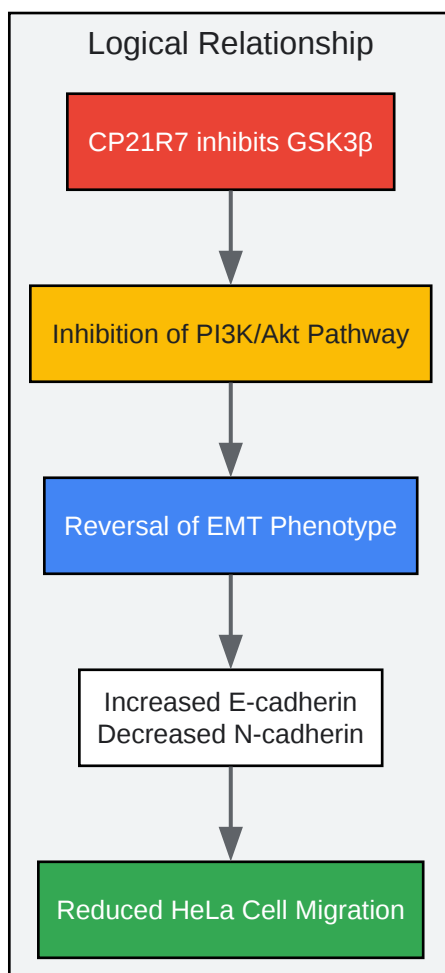 Logical Relationship
CP21R7 inhibits GSK3β
Inhibition of PI3K/Akt Pathway
Reversal of EMT Phenotype
Increased E-cadherin
Decreased N-cadherin
Reduced HeLa Cell Migration